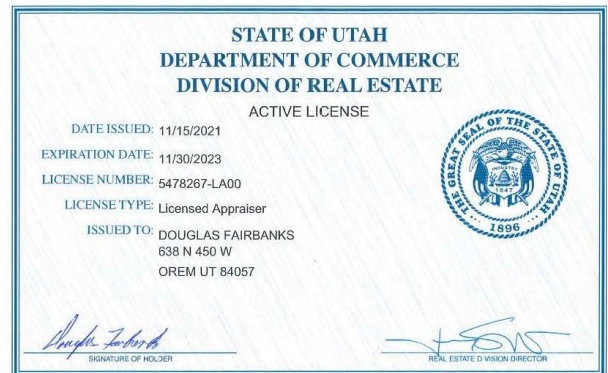 STATE OF UTAH
DEPARTMENT OF COMMERCE
DIVISION OF REAL ESTATE
ACTIVE LICENSE
DATE ISSUED: 11/15/2021
EXPIRATION DATE: 11/30/2023
LICENSE NUMBER: 5478267-LA00
LICENSE TYPE: Licensed Appraiser
ISSUED TO: DOUGLAS FAIRBANKS
638 N 450 W
OREM UT 84057
THE GREAT SEAL OF THE STATE OF UTAH
INDUSTRY
1847
1896
SIGNATURE OF HOLDER
REAL ESTATE D VISION DIRECTOR